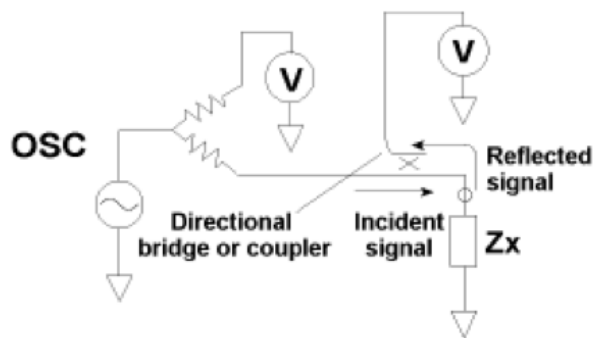 V
V
OSC
Reflected
signal
Directional
bridge or coupler
Incident
signal
Zx